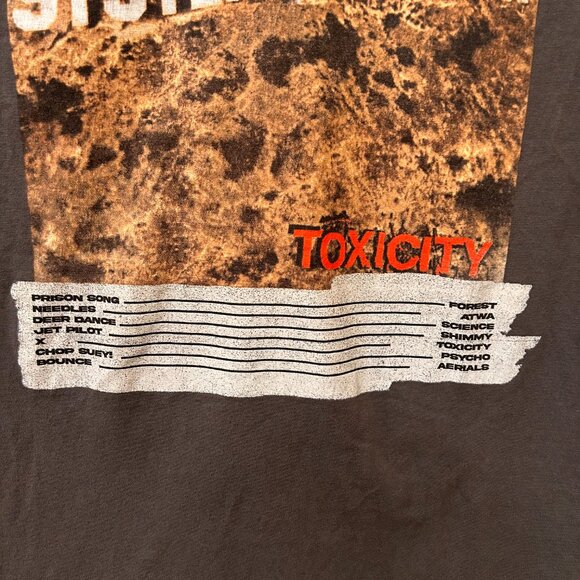 TOXICITY
PRISON SONG FOREST
NEEDLES ATWA
DEER DANCE SCIENCE
JET PILOT SHIMMY
X TOXICITY
CHOP SUEY! PSYCHO
BOUNCE AERIALS